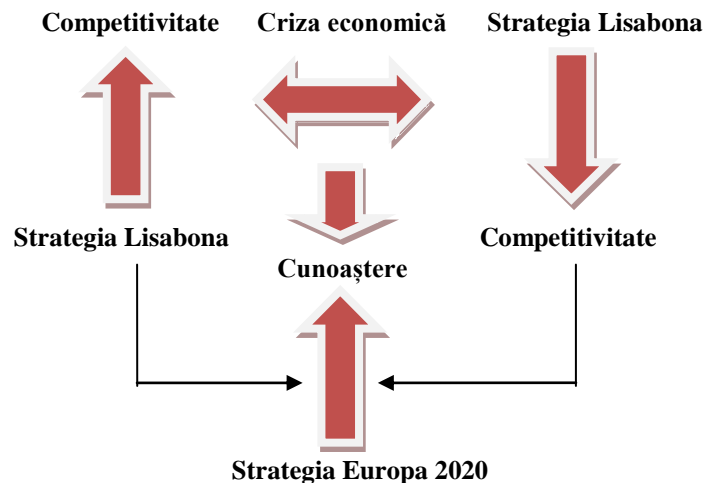 Competitivitate
Criza economică
Strategia Lisabona
Strategia Lisabona
Competitivitate
Cunoaștere
Strategia Europa 2020